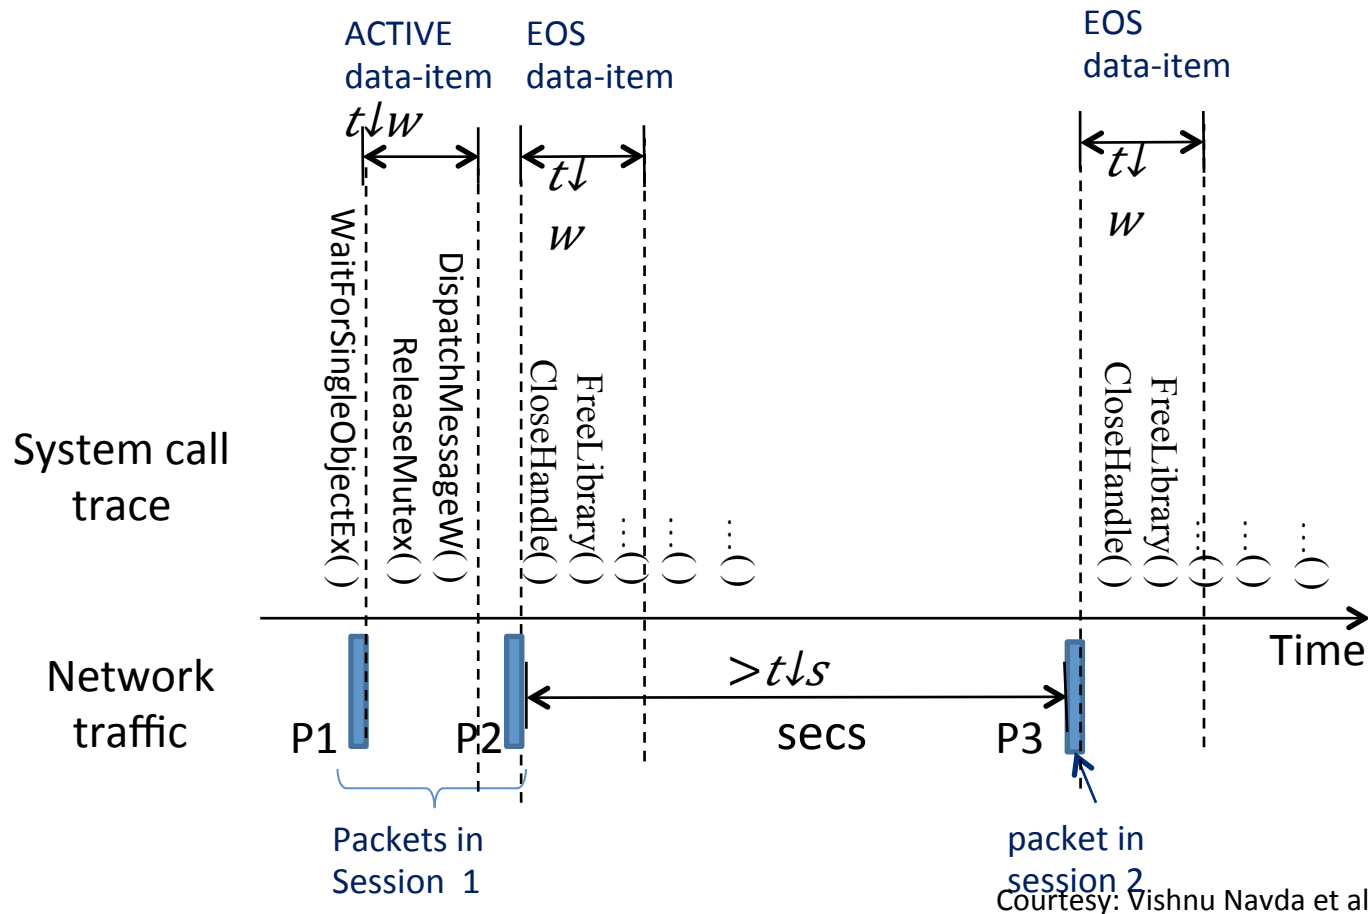 ACTIVE
data-item
t↓w
EOS
data-item
t↓
w
EOS
data-item
t↓
w
System call
trace
WaitForSingleObjectEx()
ReleaseMutex()
DispatchMessageW()
CloseHandle()
FreeLibrary()
…()
…()
…()
CloseHandle()
FreeLibrary()
…()
…()
…()
Time
Network
traffic
P1
P2
>t↓s
secs
P3
Packets in
Session 1
packet in
session 2
Courtesy: Vishnu Navda et al